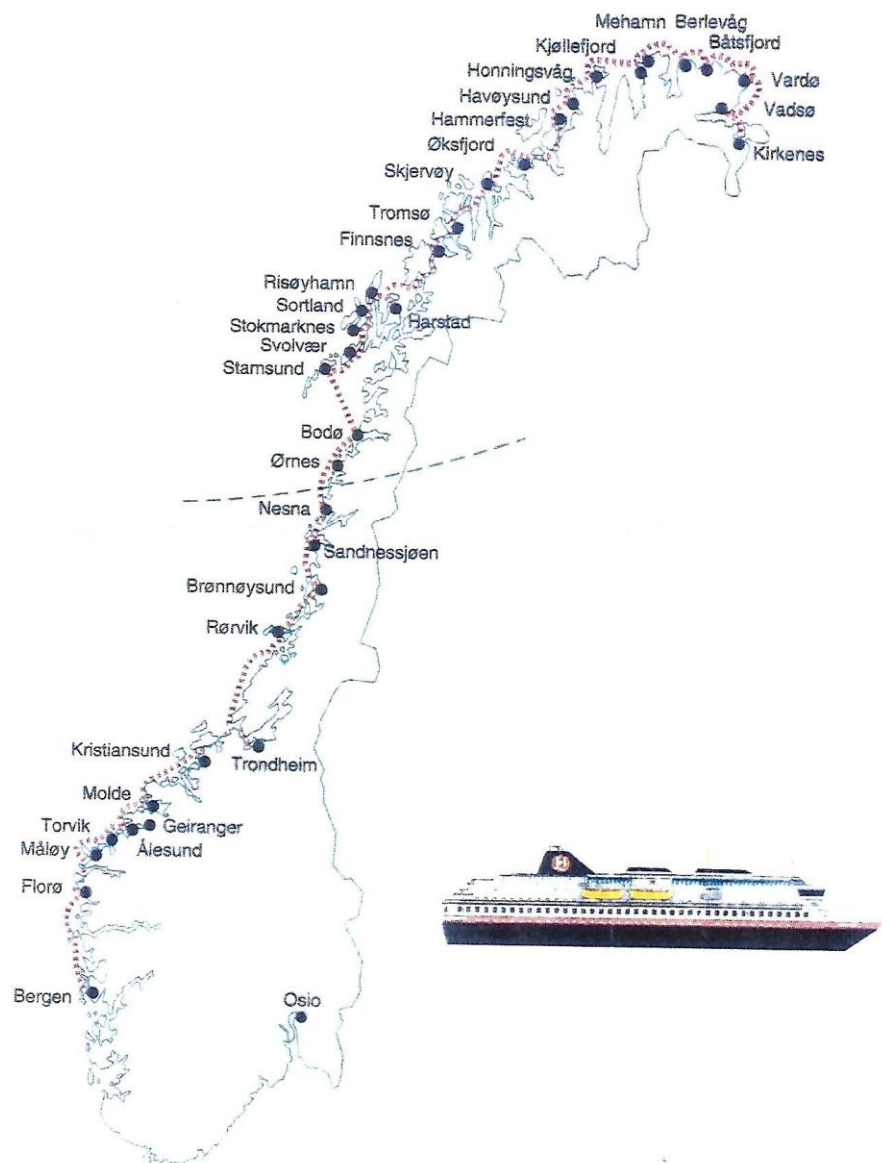 Mehamn Berlevåg
Kjøllefjord Båtsfjord
Honningsvåg
Vardø
Havøysund
Vadsø
Hammerfest
Øksfjord
Kirkenes
Skjervøy
Tromsø
Finnsnes
Risøyhamn
Sortland
Harstad
Stokmarknes
Svolvær
Stamsund
Bodø
Ørnes
Nesna
Sandnessjøen
Brønnøysund
Rørvik
Kristiansund
Trondheim
Molde
Torvik
Geiranger
Måløy
Ålesund
Florø
Bergen
Oslo